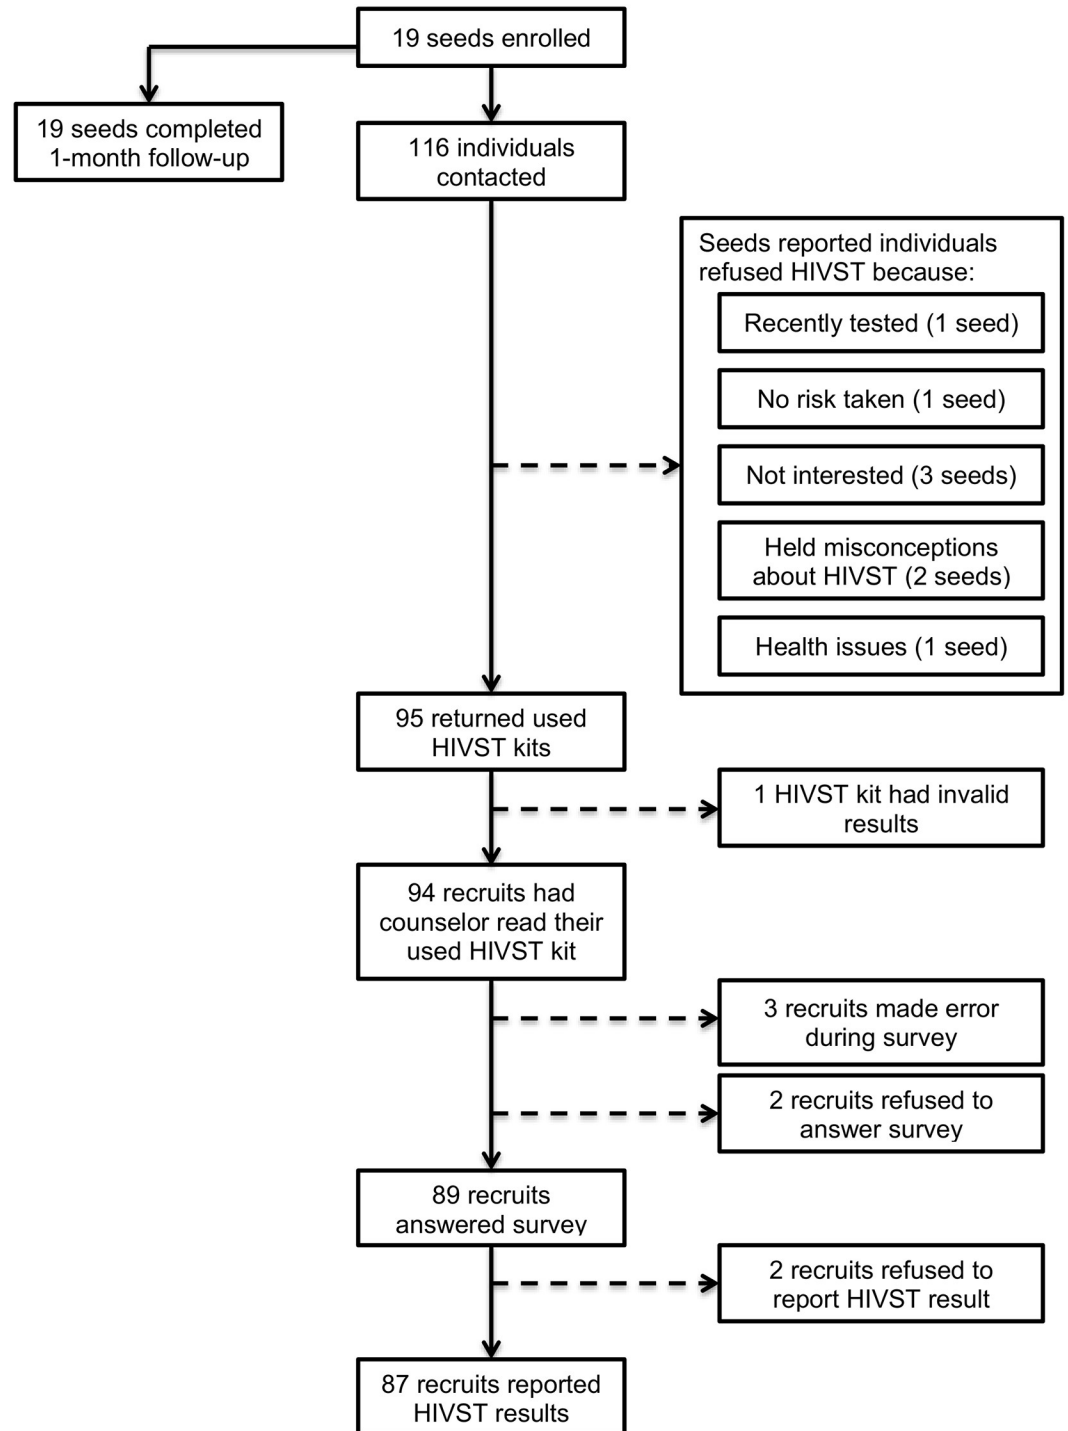 19 seeds enrolled
19 seeds completed
1-month follow-up
116 individuals
contacted
Seeds reported individuals
refused HIVST because:
Recently tested (1 seed)
No risk taken (1 seed)
Not interested (3 seeds)
Held misconceptions
about HIVST (2 seeds)
Health issues (1 seed)
95 returned used
HIVST kits
1 HIVST kit had invalid
results
94 recruits had
counselor read their
used HIVST kit
3 recruits made error
during survey
2 recruits refused to
answer survey
89 recruits
answered survey
2 recruits refused to
report HIVST result
87 recruits reported
HIVST results